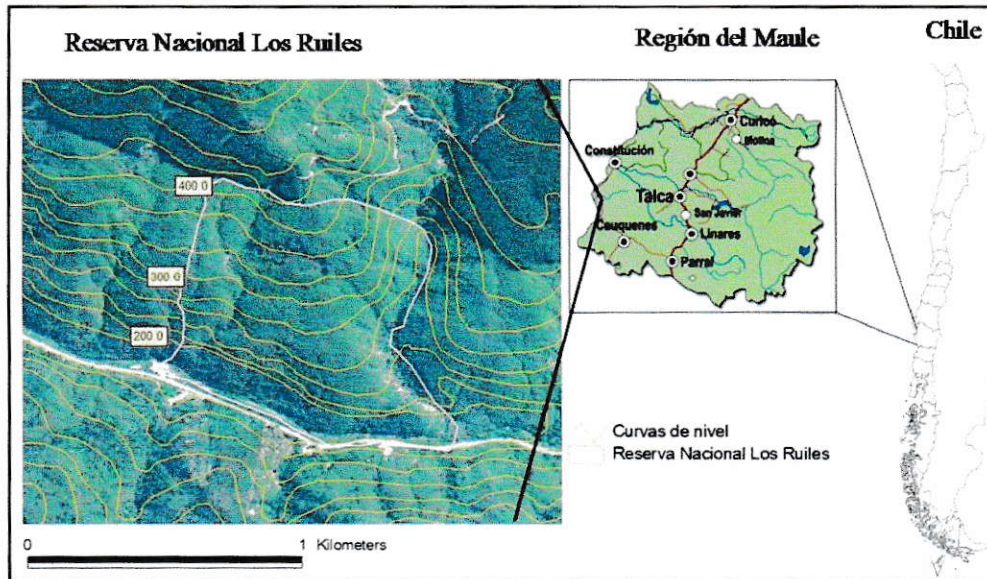 Reserva Nacional Los Ruiles
Región del Maule
Chile
400 0
300 0
200 0
Curicó
Molina
Constitución
Talca
San Javier
Cauquenes
Linares
Parral
Curvas de nivel
Reserva Nacional Los Ruiles
0 1 Kilometers